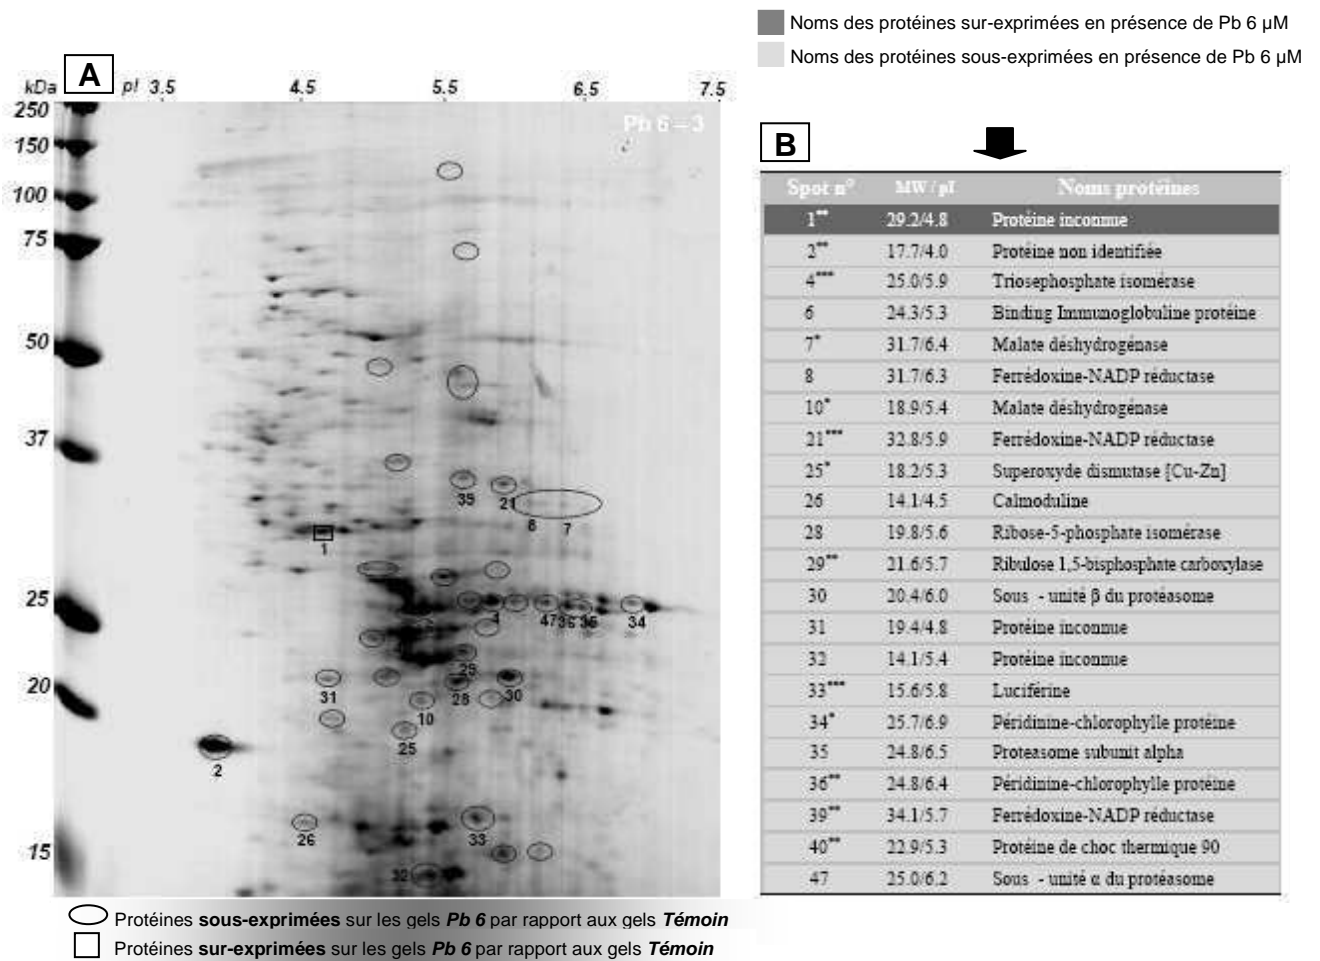 Noms des protéines sur-exprimées en présence de Pb 6 µM
Noms des protéines sous-exprimées en présence de Pb 6 µM
A
kDa pI 3.5 4.5 5.5 6.5 7.5
250
150
100
75
50
37
25
20
15
Pb 6 – 3
39
21
8
7
1
4
47
36
35
34
29
31
28
30
10
25
2
26
33
32
B
Spot n° MW / pI Noms protéines
1** 29.2/4.8 Protéine inconnue
2** 17.7/4.0 Protéine non identifiée
4*** 25.0/5.9 Triosephosphate isomérase
6 24.3/5.3 Binding Immunoglobuline protéine
7* 31.7/6.4 Malate déshydrogénase
8 31.7/6.3 Ferrédoxine-NADP réductase
10* 18.9/5.4 Malate déshydrogénase
21*** 32.8/5.9 Ferrédoxine-NADP réductase
25* 18.2/5.3 Superoxyde dismutase [Cu-Zn]
26 14.1/4.5 Calmoduline
28 19.8/5.6 Ribose-5-phosphate isomérase
29** 21.6/5.7 Ribulose 1,5-bisphosphate carboxylase
30 20.4/6.0 Sous - unité β du protéasome
31 19.4/4.8 Protéine inconnue
32 14.1/5.4 Protéine inconnue
33*** 15.6/5.8 Luciférine
34* 25.7/6.9 Péridinine-chlorophylle protéine
35 24.8/6.5 Proteasome subunit alpha
36** 24.8/6.4 Péridinine-chlorophylle protéine
39** 34.1/5.7 Ferrédoxine-NADP réductase
40** 22.9/5.3 Protéine de choc thermique 90
47 25.0/6.2 Sous - unité α du protéasome
Protéines sous-exprimées sur les gels Pb 6 par rapport aux gels Témoin
Protéines sur-exprimées sur les gels Pb 6 par rapport aux gels Témoin